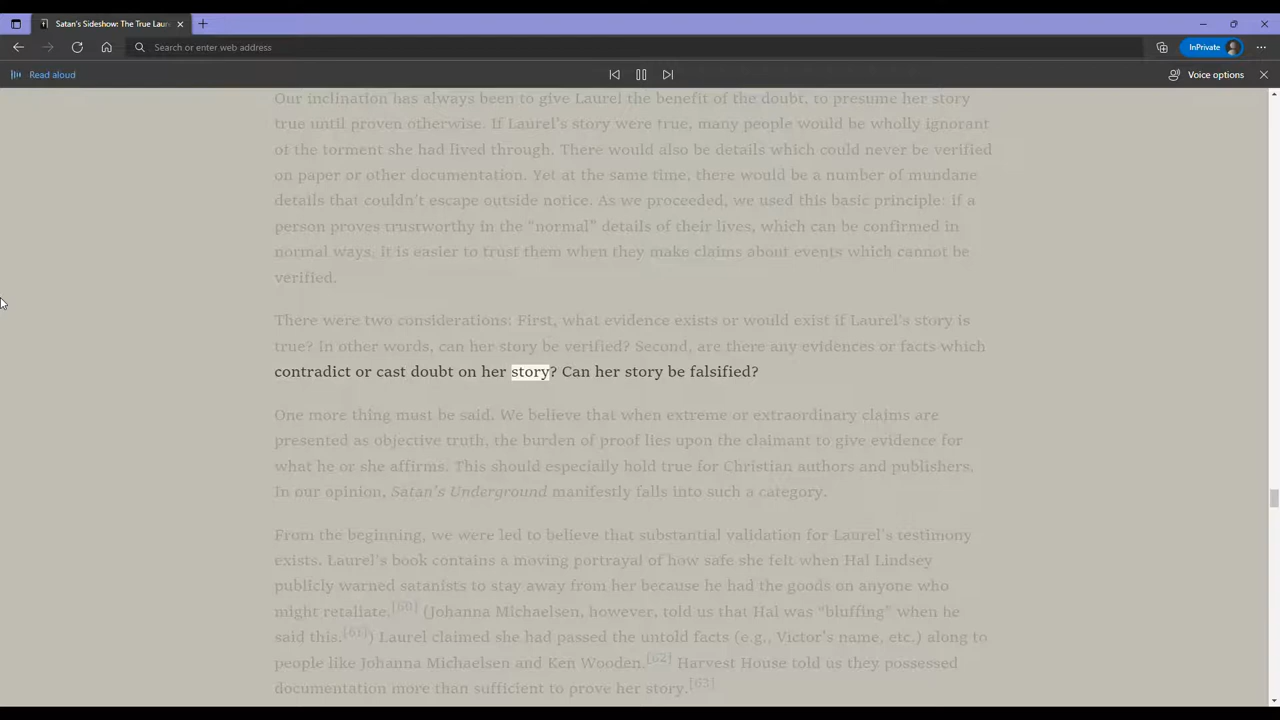 Satan's Sideshow: The True Laur
Search or enter web address
InPrivate
Read aloud
Voice options
Our inclination has always been to give Laurel the benefit of the doubt, to presume her story
true until proven otherwise. If Laurel's story were true, many people would be wholly ignorant
of the torment she had lived through. There would also be details which could never be verified
on paper or other documentation. Yet at the same time, there would be a number of mundane
details that couldn't escape outside notice. As we proceeded, we used this basic principle: if a
person proves trustworthy in the “normal” details of their lives, which can be confirmed in
normal ways, it is easier to trust them when they make claims about events which cannot be
verified.
There were two considerations: First, what evidence exists or would exist if Laurel's story is
true? In other words, can her story be verified? Second, are there any evidences or facts which
contradict or cast doubt on her story? Can her story be falsified?
One more thing must be said. We believe that when extreme or extraordinary claims are
presented as objective truth, the burden of proof lies upon the claimant to give evidence for
what he or she affirms. This should especially hold true for Christian authors and publishers.
In our opinion, Satan's Underground manifestly falls into such a category.
From the beginning, we were led to believe that substantial validation for Laurel's testimony
exists. Laurel's book contains a moving portrayal of how safe she felt when Hal Lindsey
publicly warned satanists to stay away from her because he had the goods on anyone who
might retaliate.[60] (Johanna Michaelsen, however, told us that Hal was “bluffing” when he
said this.[61]) Laurel claimed she had passed the untold facts (e.g., Victor's name, etc.) along to
people like Johanna Michaelsen and Ken Wooden.[62] Harvest House told us they possessed
documentation more than sufficient to prove her story.[63]